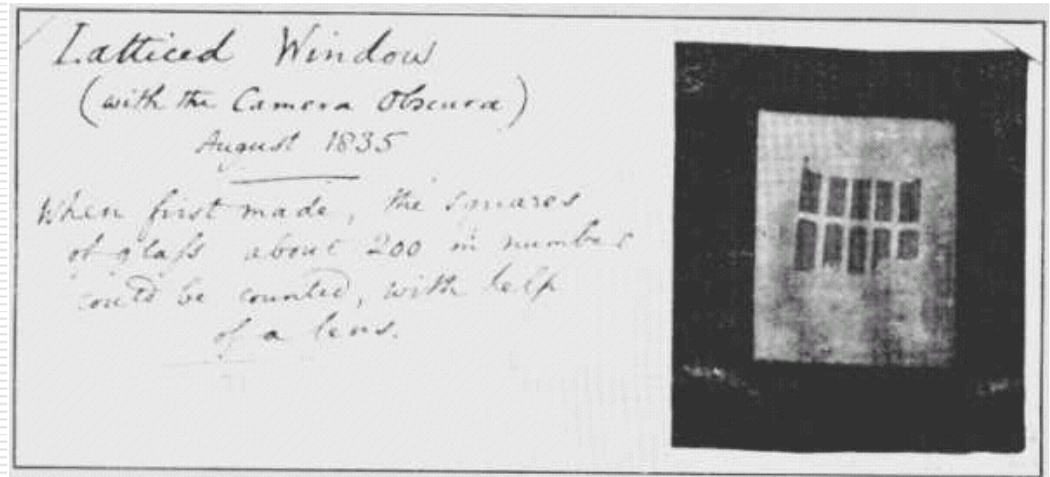 Latticed Window
(with the Camera Obscura)
August 1835
When first made, the squares
of glass about 200 in number
could be counted, with help
of a lens.